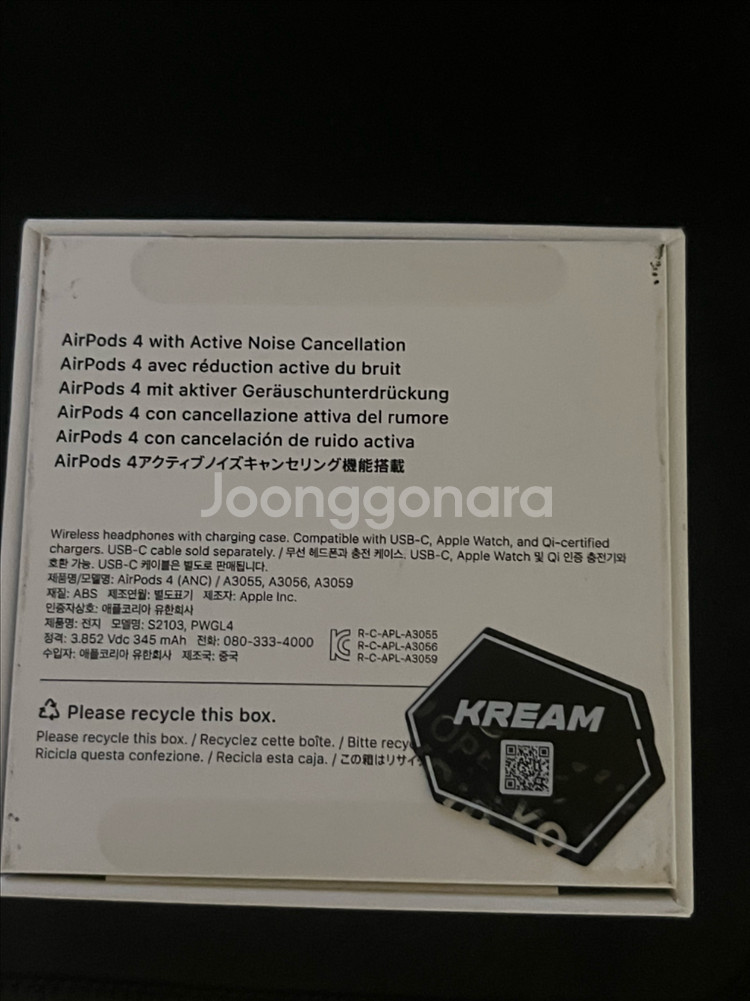 AirPods 4 with Active Noise Cancellation
AirPods 4 avec réduction active du bruit
AirPods 4 mit aktiver Geräuschunterdrückung
AirPods 4 con cancellazione attiva del rumore
AirPods 4 con cancelación de ruido activa
AirPods 4アクティブノイズキャンセリング機能搭載
Joonggonara
Wireless headphones with charging case. Compatible with USB-C, Apple Watch, and Qi-certified
chargers. USB-C cable sold separately. / 무선 헤드폰과 충전 케이스. USB-C, Apple Watch 및 Qi 인증 충전기와
호환 가능. USB-C 케이블은 별도로 판매됩니다.
제품명/모델명: AirPods 4 (ANC) / A3055, A3056, A3059
재질: ABS 제조연월: 별도표기 제조자: Apple Inc.
인증자상호: 애플코리아 유한회사
제품명: 전지 모델명: S2103, PWGL4
정격: 3.852 Vdc 345 mAh 전화: 080-333-4000
수입자: 애플코리아 유한회사 제조국: 중국
R-C-APL-A3055
R-C-APL-A3056
R-C-APL-A3059
Please recycle this box.
Please recycle this box. / Recyclez cette boîte. / Bitte
Ricicla questa confezione. / Recicla esta caja. / この箱はリサイ
KREAM